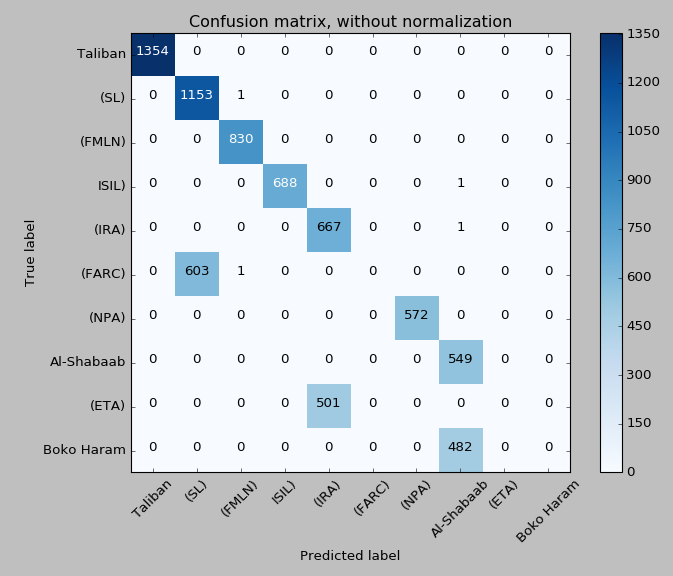 Confusion matrix, without normalization
Taliban 1354 0 0 0 0 0 0 0 0 0
(SL) 0 1153 1 0 0 0 0 0 0 0
(FMLN) 0 0 830 0 0 0 0 0 0 0
ISIL) 0 0 0 688 0 0 0 1 0 0
(IRA) 0 0 0 0 667 0 0 1 0 0
(FARC) 0 603 1 0 0 0 0 0 0 0
(NPA) 0 0 0 0 0 0 572 0 0 0
Al-Shabaab 0 0 0 0 0 0 0 549 0 0
(ETA) 0 0 0 0 501 0 0 0 0 0
Boko Haram 0 0 0 0 0 0 0 482 0 0
True label
Taliban (SL) (FMLN) ISIL) (IRA) (FARC) (NPA) Al-Shabaab (ETA) Boko Haram
Predicted label
1350
1200
1050
900
750
600
450
300
150
0